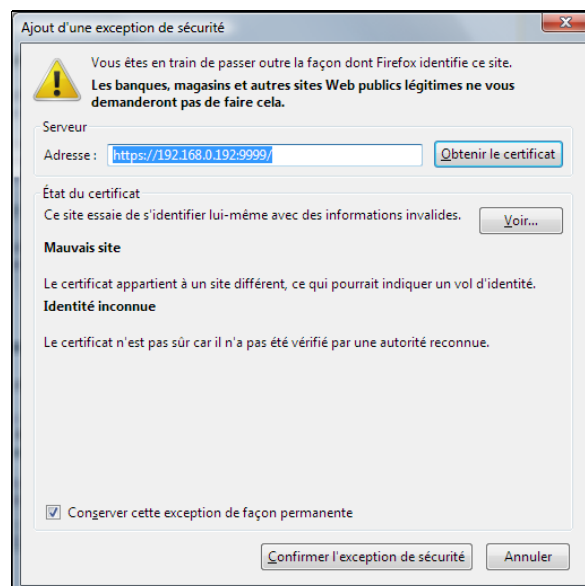 Ajout d'une exception de sécurité
Vous êtes en train de passer outre la façon dont Firefox identifie ce site.
Les banques, magasins et autres sites Web publics légitimes ne vous
demanderont pas de faire cela.
Serveur
Adresse : https://192.168.0.192:9999/ Obtenir le certificat
État du certificat
Ce site essaie de s'identifier lui-même avec des informations invalides. Voir...
Mauvais site
Le certificat appartient à un site différent, ce qui pourrait indiquer un vol d'identité.
Identité inconnue
Le certificat n'est pas sûr car il n'a pas été vérifié par une autorité reconnue.
Conserver cette exception de façon permanente
Confirmer l'exception de sécurité Annuler